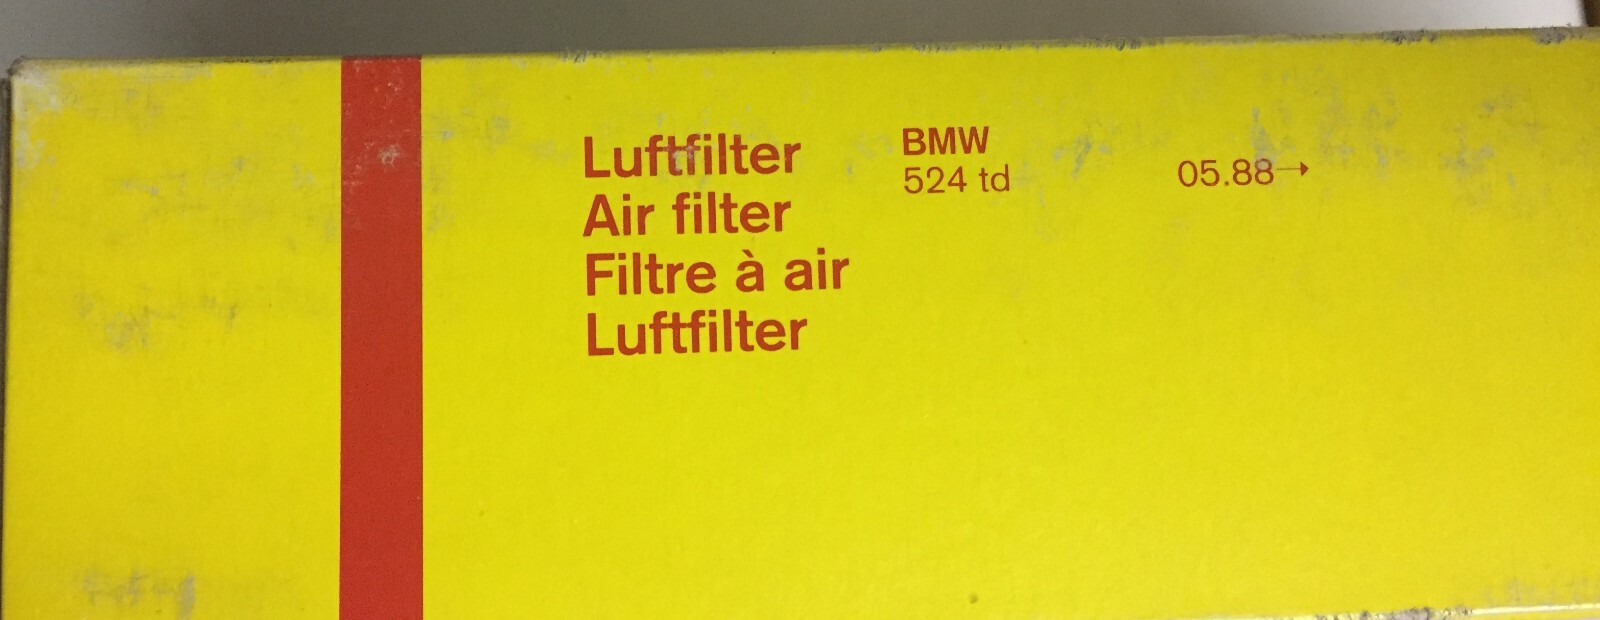 Luftfilter
Air filter
Filtre à air
Luftfilter
BMW
524 td
05.88→